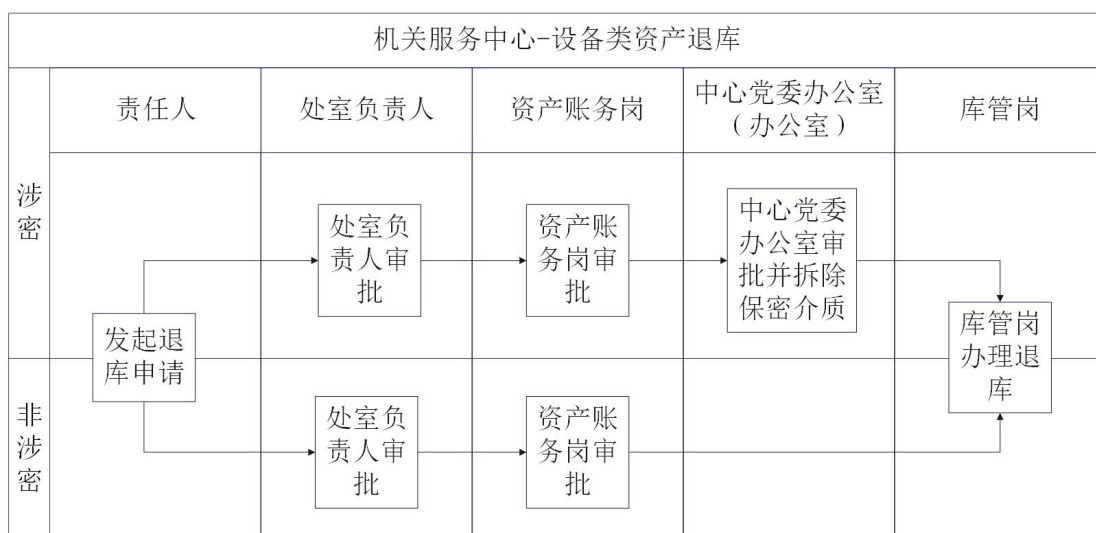 机关服务中心-设备类资产退库
责任人
处室负责人
资产账务岗
中心党委办公室
(办公室)
库管岗
涉
密
处室负
责人审
批
资产账
务岗审
批
中心党委
办公室审
批并拆除
保密介质
发起退
库申请
库管岗
办理退
库
非
涉
密
处室负
责人审
批
资产账
务岗审
批